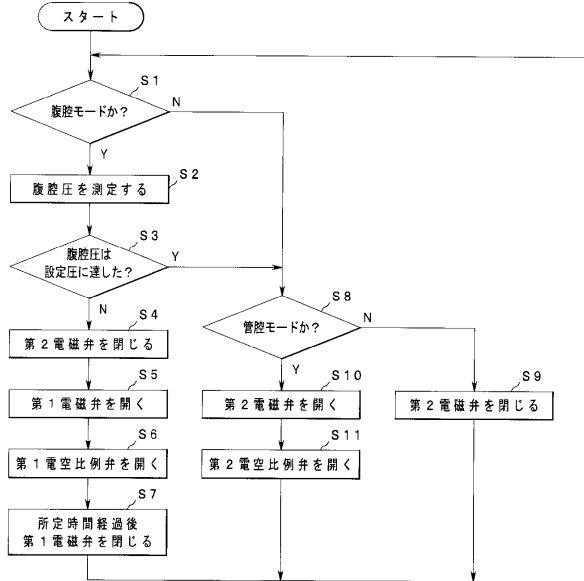 スタート
S1
腹腔モードか?
N
Y
S2
腹腔圧を測定する
S3
腹腔圧は
設定圧に達した?
Y
N
S4
第2電磁弁を閉じる
S5
第1電磁弁を開く
S6
第1電空比例弁を開く
S7
所定時間経過後
第1電磁弁を閉じる
S8
管腔モードか?
N
Y
S10
第2電磁弁を開く
S11
第2電空比例弁を開く
S9
第2電磁弁を閉じる